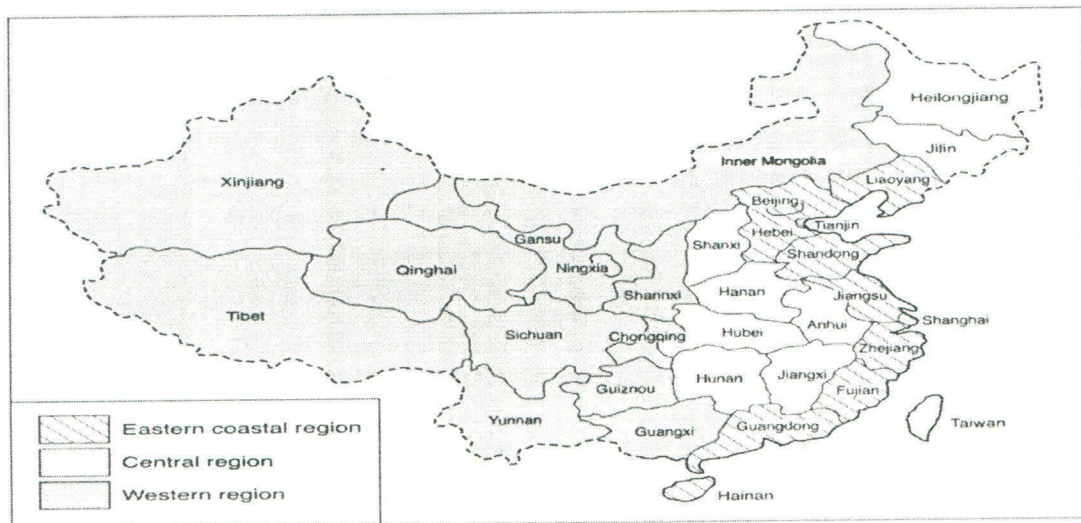 Heilongjiang
Jilin
Inner Mongolia
Liaoyang
Xinjiang
Beijing
Tianjin
Hebei
Gansu
Shanxi
Shandong
Qinghai
Ningxia
Shannxi
Hanan
Jiangsu
Tibet
Shanghai
Sichuan
Chongqing
Hubei
Anhui
Zhejiang
Guiznou
Hunan
Jiangxi
Fujian
Yunnan
Guangxi
Guangdong
Taiwan
Hainan
Eastern coastal region
Central region
Western region